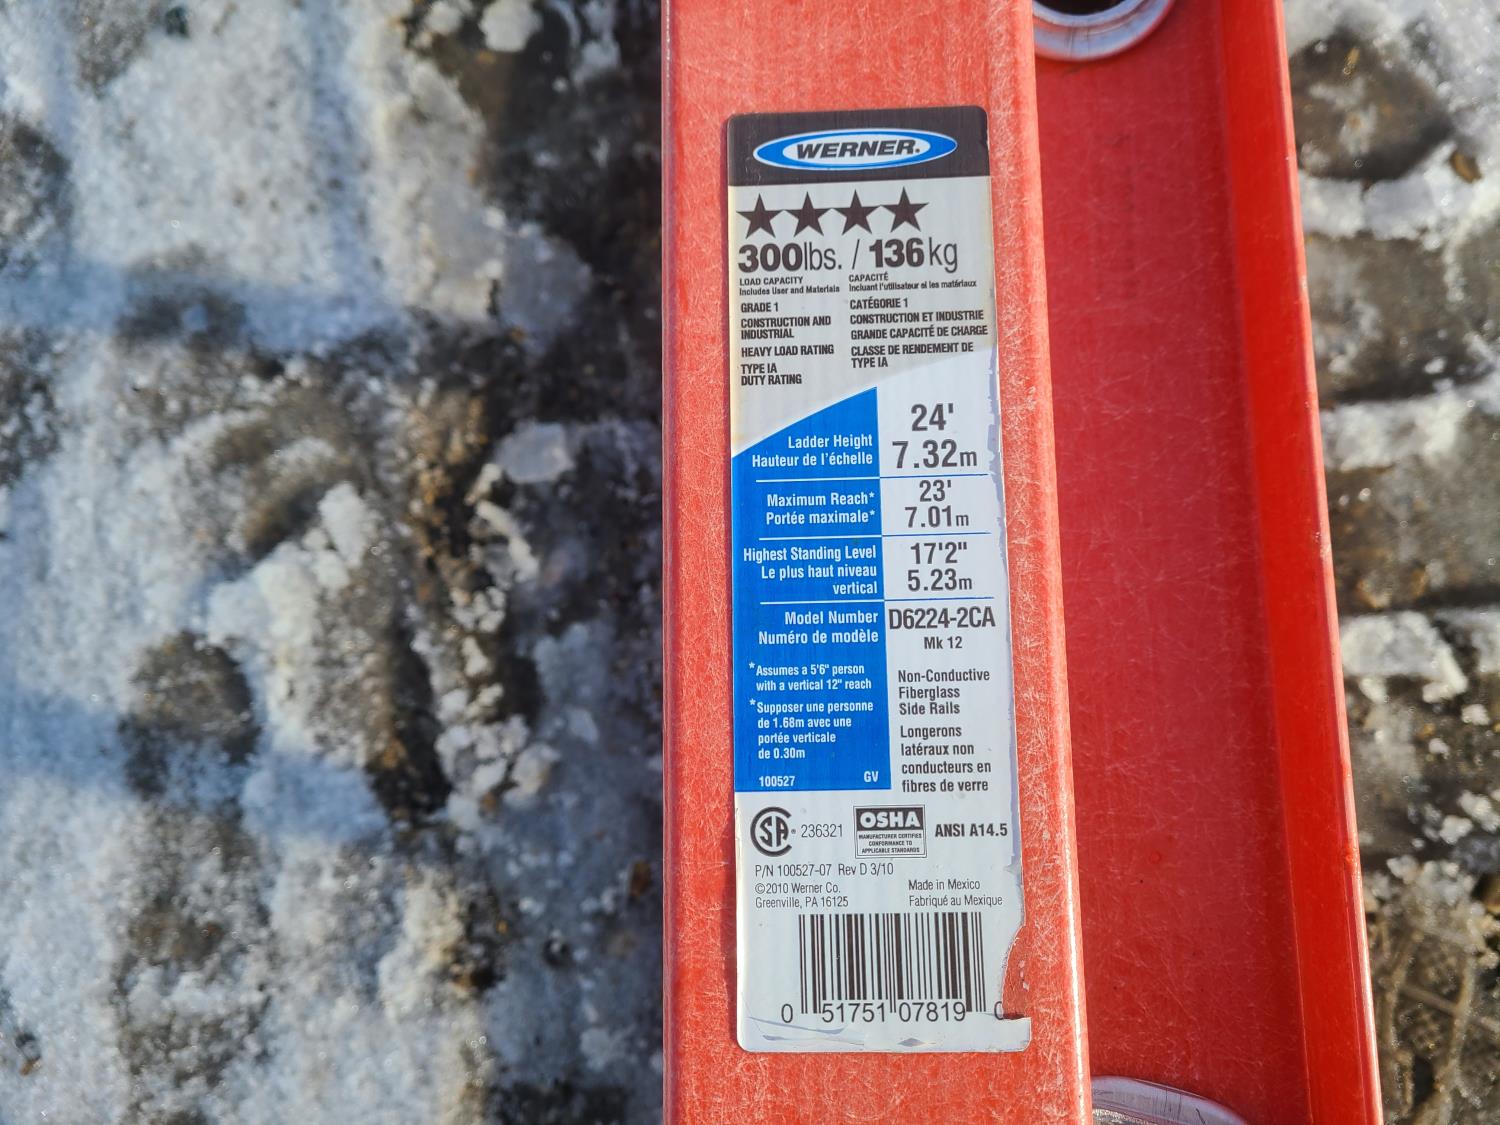 WERNER.
300lbs. / 136kg
LOAD CAPACITY
Includes User and Materials
CAPACITÉ
Incluant l'utilisateur et les matériaux
GRADE 1
CONSTRUCTION AND
INDUSTRIAL
HEAVY LOAD RATING
TYPE IA
DUTY RATING
CATÉGORIE 1
CONSTRUCTION ET INDUSTRIE
GRANDE CAPACITÉ DE CHARGE
CLASSE DE RENDEMENT DE
TYPE IA
Ladder Height
Hauteur de l'échelle
24'
7.32m
Maximum Reach*
Portée maximale*
23'
7.01m
Highest Standing Level
Le plus haut niveau
vertical
17'2"
5.23m
Model Number
Numéro de modèle
D6224-2CA
Mk 12
*Assumes a 5'6" person
with a vertical 12" reach
*Supposer une personne
de 1.68m avec une
portée verticale
de 0.30m
100527 GV
Non-Conductive
Fiberglass
Side Rails
Longerons
latéraux non
conducteurs en
fibres de verre
SA 236321
OSHA
MANUFACTURER CERTIFIES
CONFORMANCE TO
APPLICABLE STANDARDS
ANSI A14.5
P/N 100527-07 Rev D 3/10
©2010 Werner Co.
Greenville, PA 16125
Made in Mexico
Fabriqué au Mexique
0 51751 07819